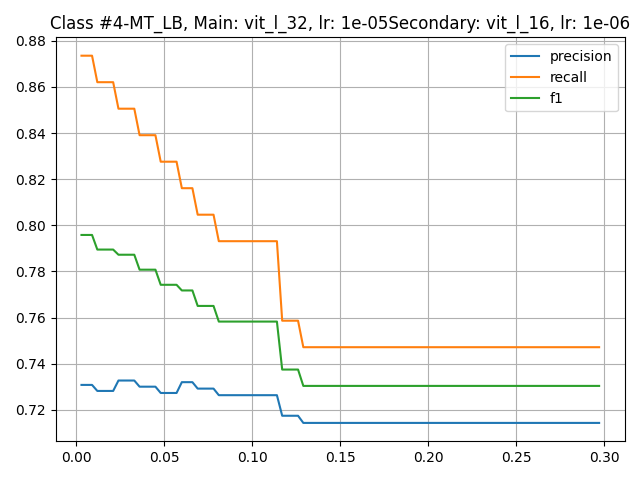 Class #4-MT_LB, Main: vit_l_32, lr: 1e-05Secondary: vit_l_16, lr: 1e-06
precision
recall
f1
0.88
0.86
0.84
0.82
0.80
0.78
0.76
0.74
0.72
0.00 0.05 0.10 0.15 0.20 0.25 0.30